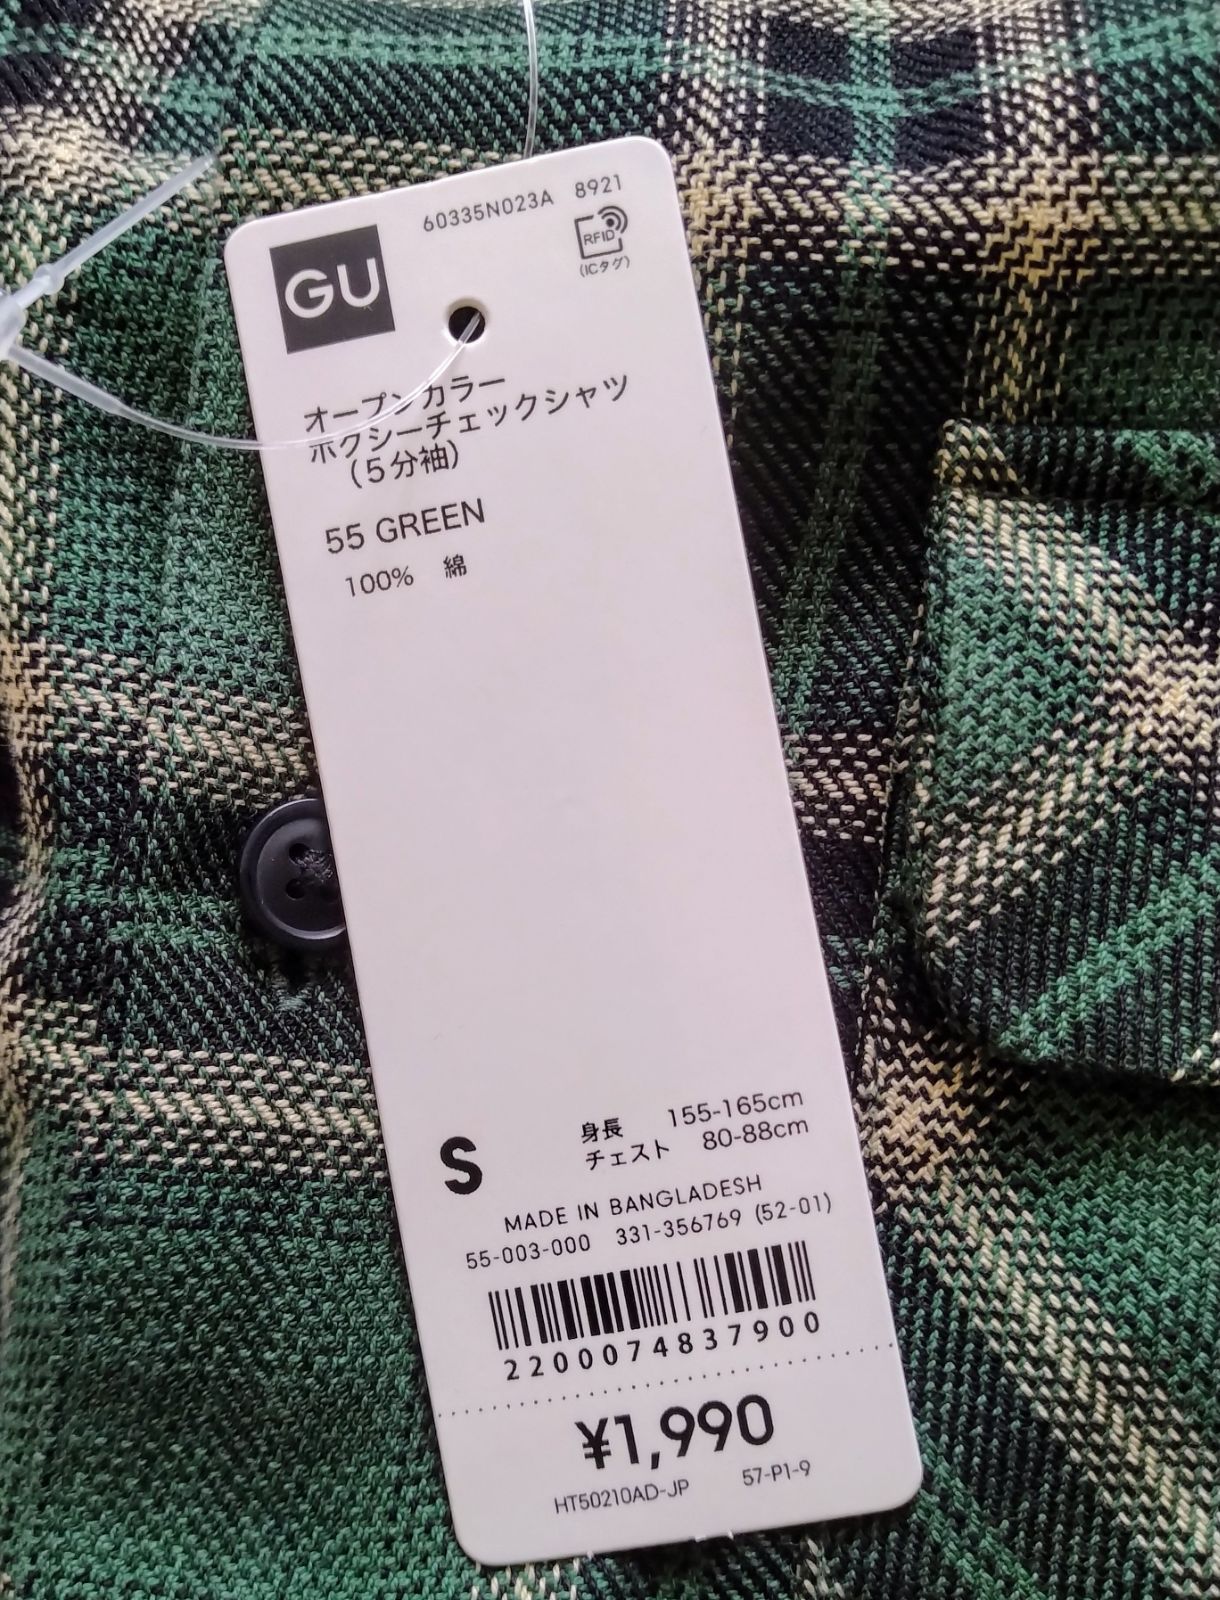 60335N023A 8921
GU
RFID
(ICタグ)
オープンカラー
ボクシーチェックシャツ
(5分袖)
55 GREEN
100% 綿
S
身長 155-165cm
チェスト 80-88cm
MADE IN BANGLADESH
55-003-000 331-356769 (52-01)
2200074837900
¥1,990
HT50210AD-JP 57-P1-9